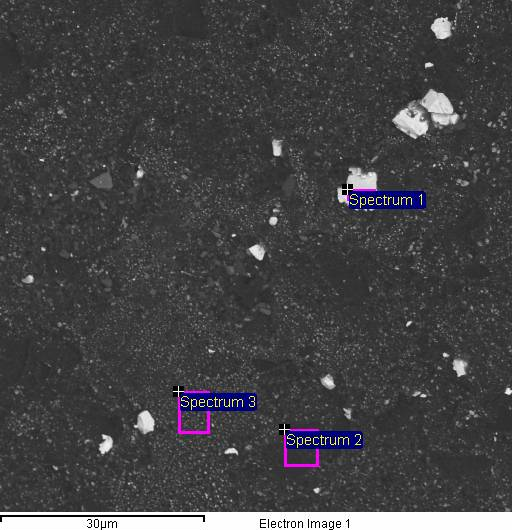 Spectrum 1
Spectrum 3
Spectrum 2
30µm
Electron Image 1